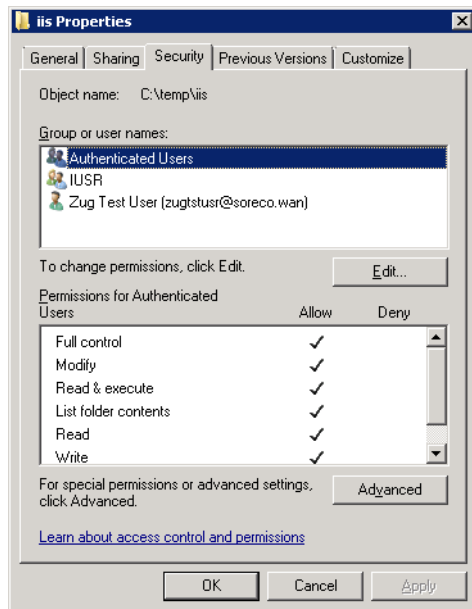 iis Properties
General Sharing Security Previous Versions Customize
Object name: C:\temp\iis
Group or user names:
Authenticated Users
IUSR
Zug Test User (zugtstusr@soreco.wan)
To change permissions, click Edit.
Edit...
Permissions for Authenticated
Users Allow Deny
Full control
Modify
Read & execute
List folder contents
Read
Write
For special permissions or advanced settings,
click Advanced.
Advanced
Learn about access control and permissions
OK Cancel Apply